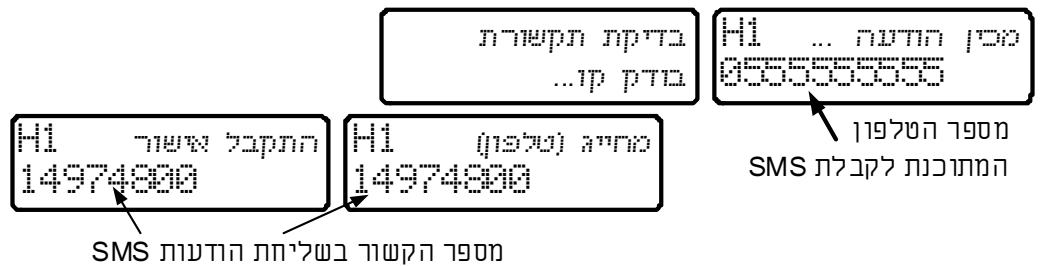 מכין הודעה ... H1
0555555555
בדיקת תקשורת
בודק קו...
מספר הטלפון
המתוכנת לקבלת SMS
מחייג (טלפון) H1
14974800
התקבל אישור H1
14974800
מספר הקשור בשליחת הודעות SMS